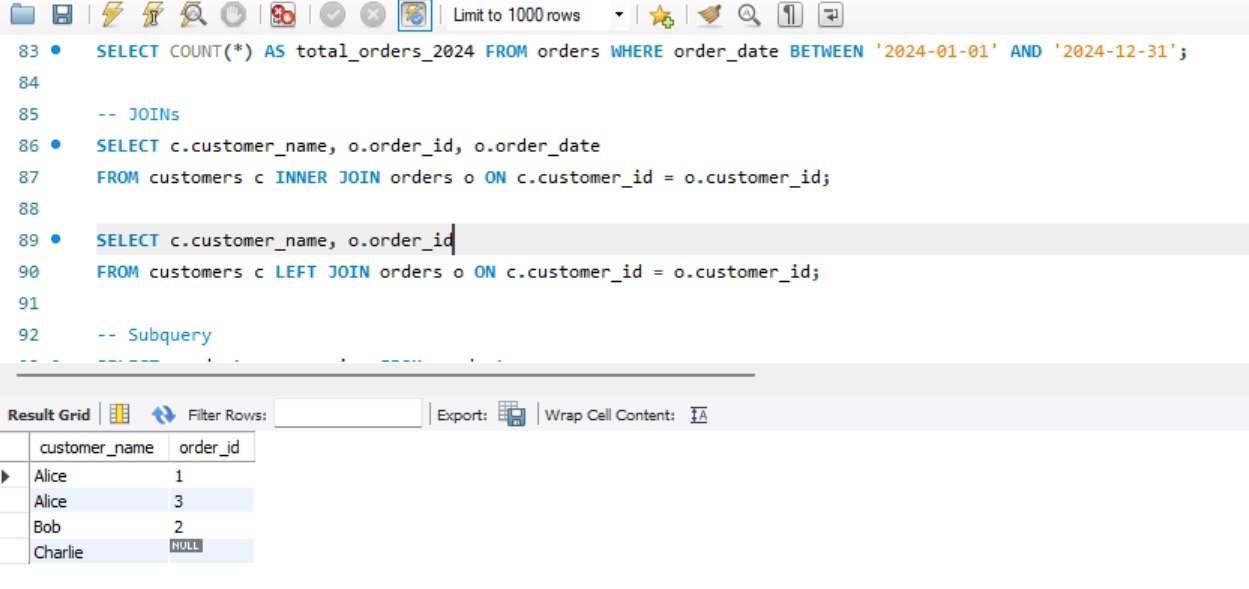 Limit to 1000 rows
83 SELECT COUNT(*) AS total_orders_2024 FROM orders WHERE order_date BETWEEN '2024-01-01' AND '2024-12-31';
84
85 -- JOINs
86 SELECT c.customer_name, o.order_id, o.order_date
87 FROM customers c INNER JOIN orders o ON c.customer_id = o.customer_id;
88
89 SELECT c.customer_name, o.order_id
90 FROM customers c LEFT JOIN orders o ON c.customer_id = o.customer_id;
91
92 -- Subquery
Result Grid Filter Rows: Export: Wrap Cell Content: IA
customer_name order_id
Alice 1
Alice 3
Bob 2
Charlie NULL